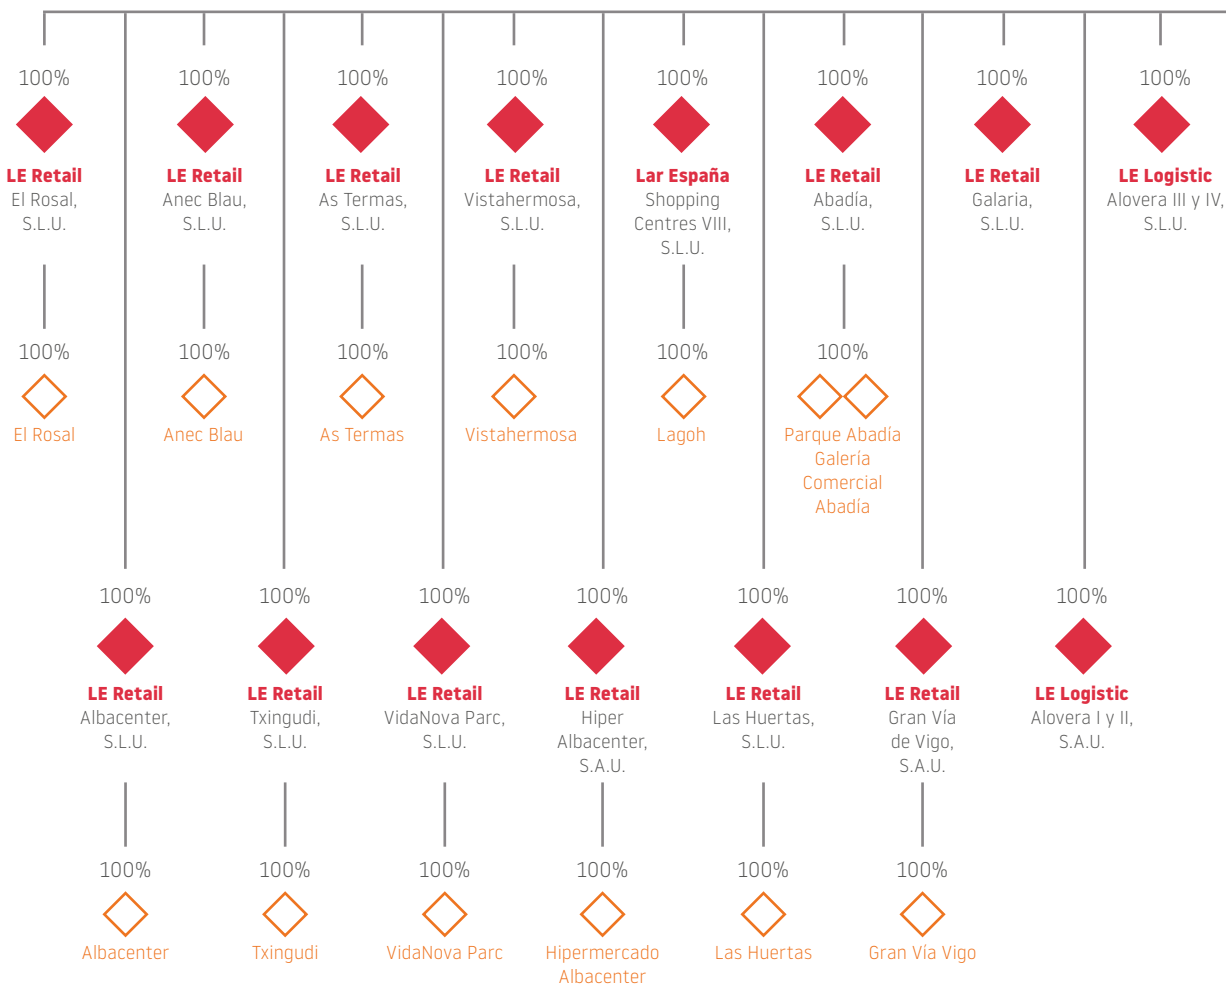 100%
100%
100%
100%
100%
100%
100%
100%
LE Retail
El Rosal,
S.L.U.
LE Retail
Anec Blau,
S.L.U.
LE Retail
As Termas,
S.L.U.
LE Retail
Vistahermosa,
S.L.U.
Lar España
Shopping
Centres VIII,
S.L.U.
LE Retail
Abadía,
S.L.U.
LE Retail
Galaria,
S.L.U.
LE Logistic
Alovera III y IV,
S.L.U.
100%
100%
100%
100%
100%
100%
El Rosal
Anec Blau
As Termas
Vistahermosa
Lagoh
Parque Abadía
Galería
Comercial
Abadía
100%
100%
100%
100%
100%
100%
100%
LE Retail
Albacenter,
S.L.U.
LE Retail
Txingudi,
S.L.U.
LE Retail
VidaNova Parc,
S.L.U.
LE Retail
Hiper
Albacenter,
S.A.U.
LE Retail
Las Huertas,
S.L.U.
LE Retail
Gran Vía
de Vigo,
S.A.U.
LE Logistic
Alovera I y II,
S.A.U.
100%
100%
100%
100%
100%
100%
Albacenter
Txingudi
VidaNova Parc
Hipermercado
Albacenter
Las Huertas
Gran Vía Vigo